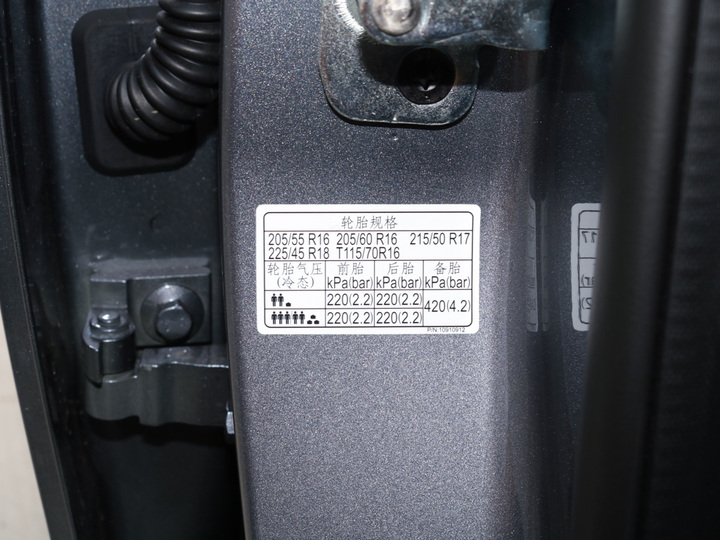 轮胎规格
205/55 R16 205/60 R16 215/50 R17
225/45 R18 T115/70R16
轮胎气压 前胎 后胎 备胎
(冷态) kPa(bar) kPa(bar) kPa(bar)
220(2.2) 220(2.2) 420(4.2)
220(2.2) 220(2.2)
P/N 10910912